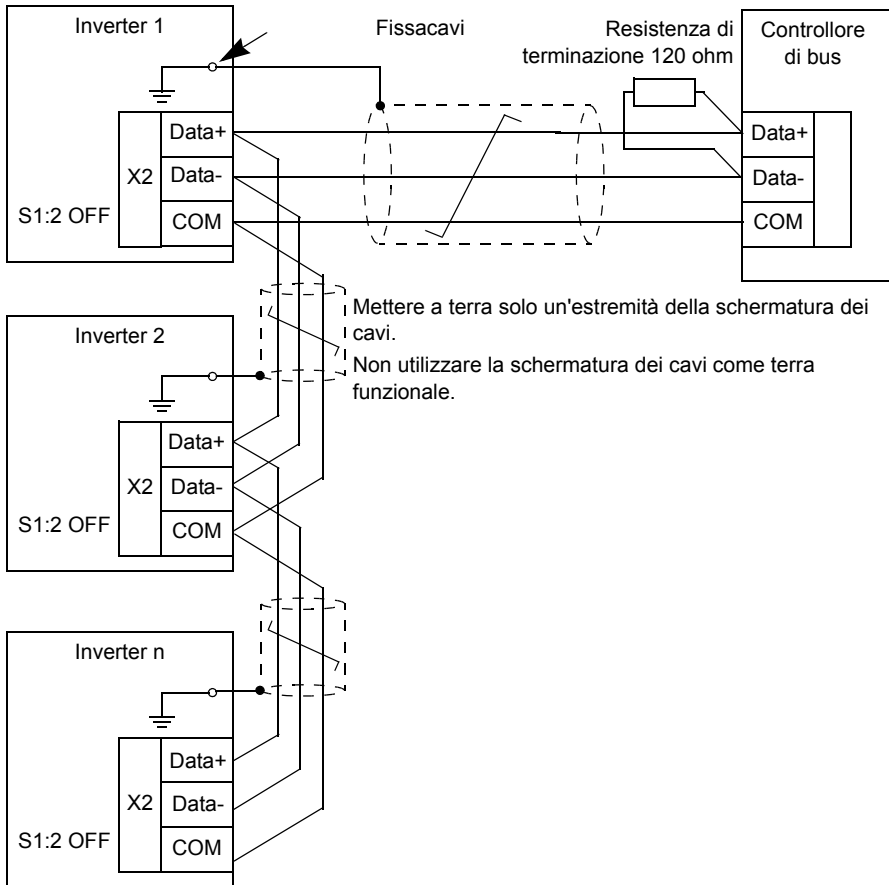 Inverter 1
Fissacavi
Resistenza di
terminazione 120 ohm
Controllore
di bus
Data+
X2
Data-
S1:2 OFF
COM
Data+
Data-
COM
Mettere a terra solo un'estremità della schermatura dei
cavi.
Non utilizzare la schermatura dei cavi come terra
funzionale.
Inverter 2
Data+
X2
Data-
S1:2 OFF
COM
Inverter n
Data+
X2
Data-
S1:2 OFF
COM